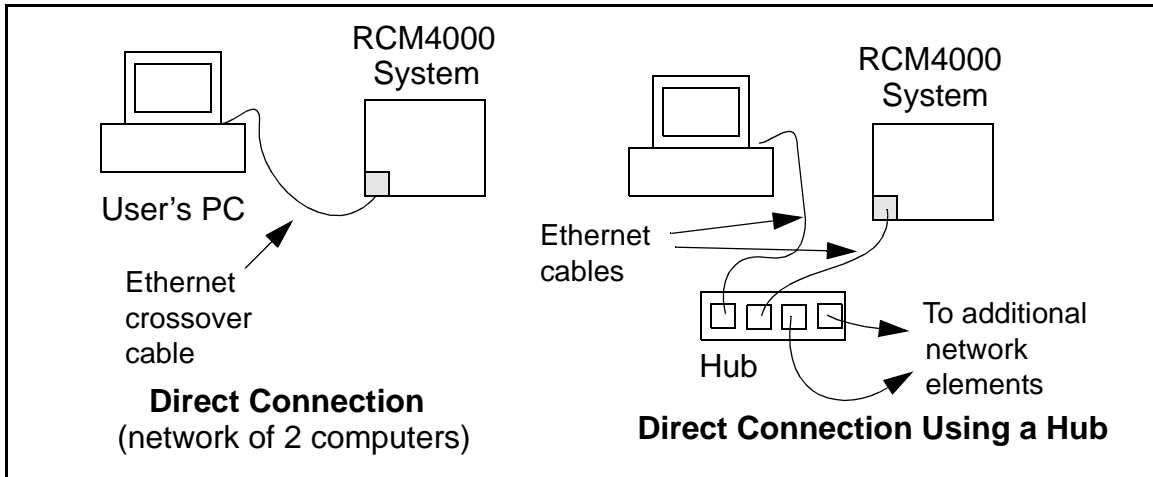 RCM4000
System
User's PC
Ethernet
crossover
cable
Direct Connection
(network of 2 computers)
RCM4000
System
Ethernet
cables
Hub
To additional
network
elements
Direct Connection Using a Hub